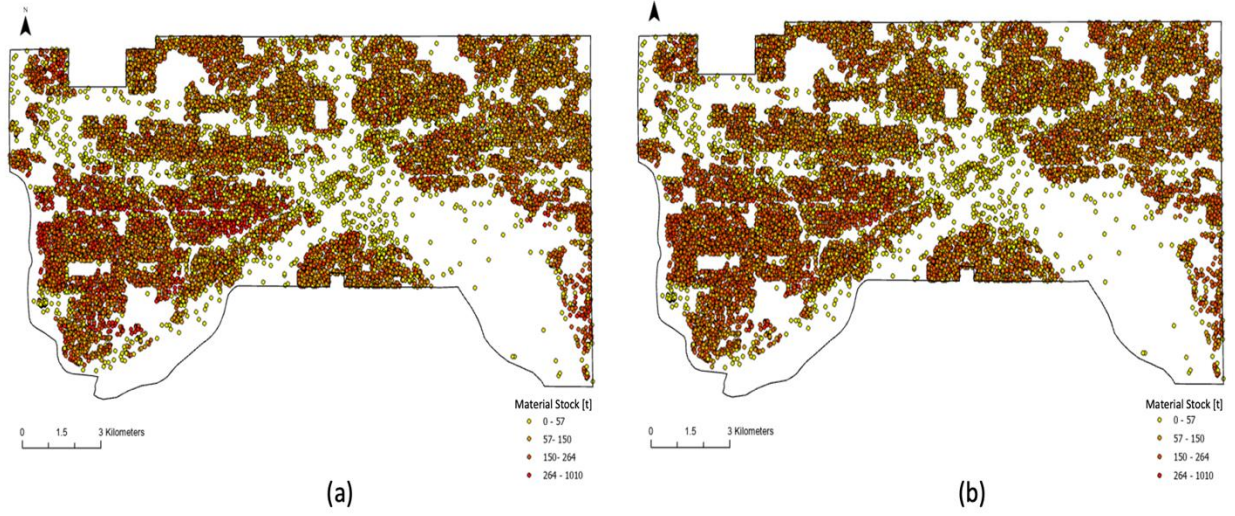 N
Material Stock [t]
0 - 57
57- 150
150- 264
264 - 1010
0 1.5 3 Kilometers
(a)
Material Stock [t]
0 - 57
57 - 150
150 - 264
264 - 1010
0 1.5 3 Kilometers
(b)